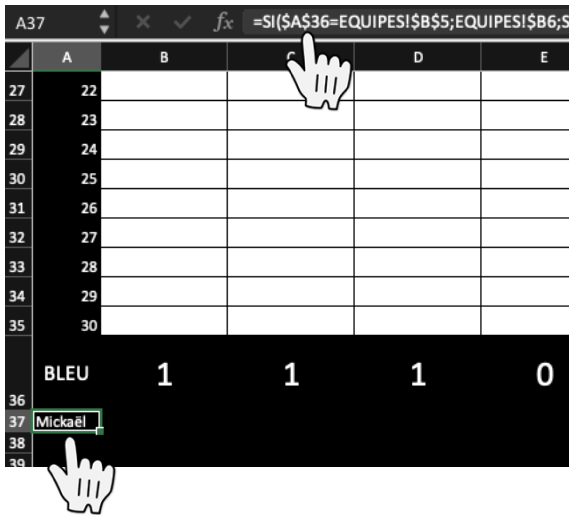 A37 fx =SI($A$36=EQUIPES!$B$5;EQUIPES!$B6;S
A B C D E
27 22
28 23
29 24
30 25
31 26
32 27
33 28
34 29
35 30
36 BLEU 1 1 1 0
37 Mickaël
38
39